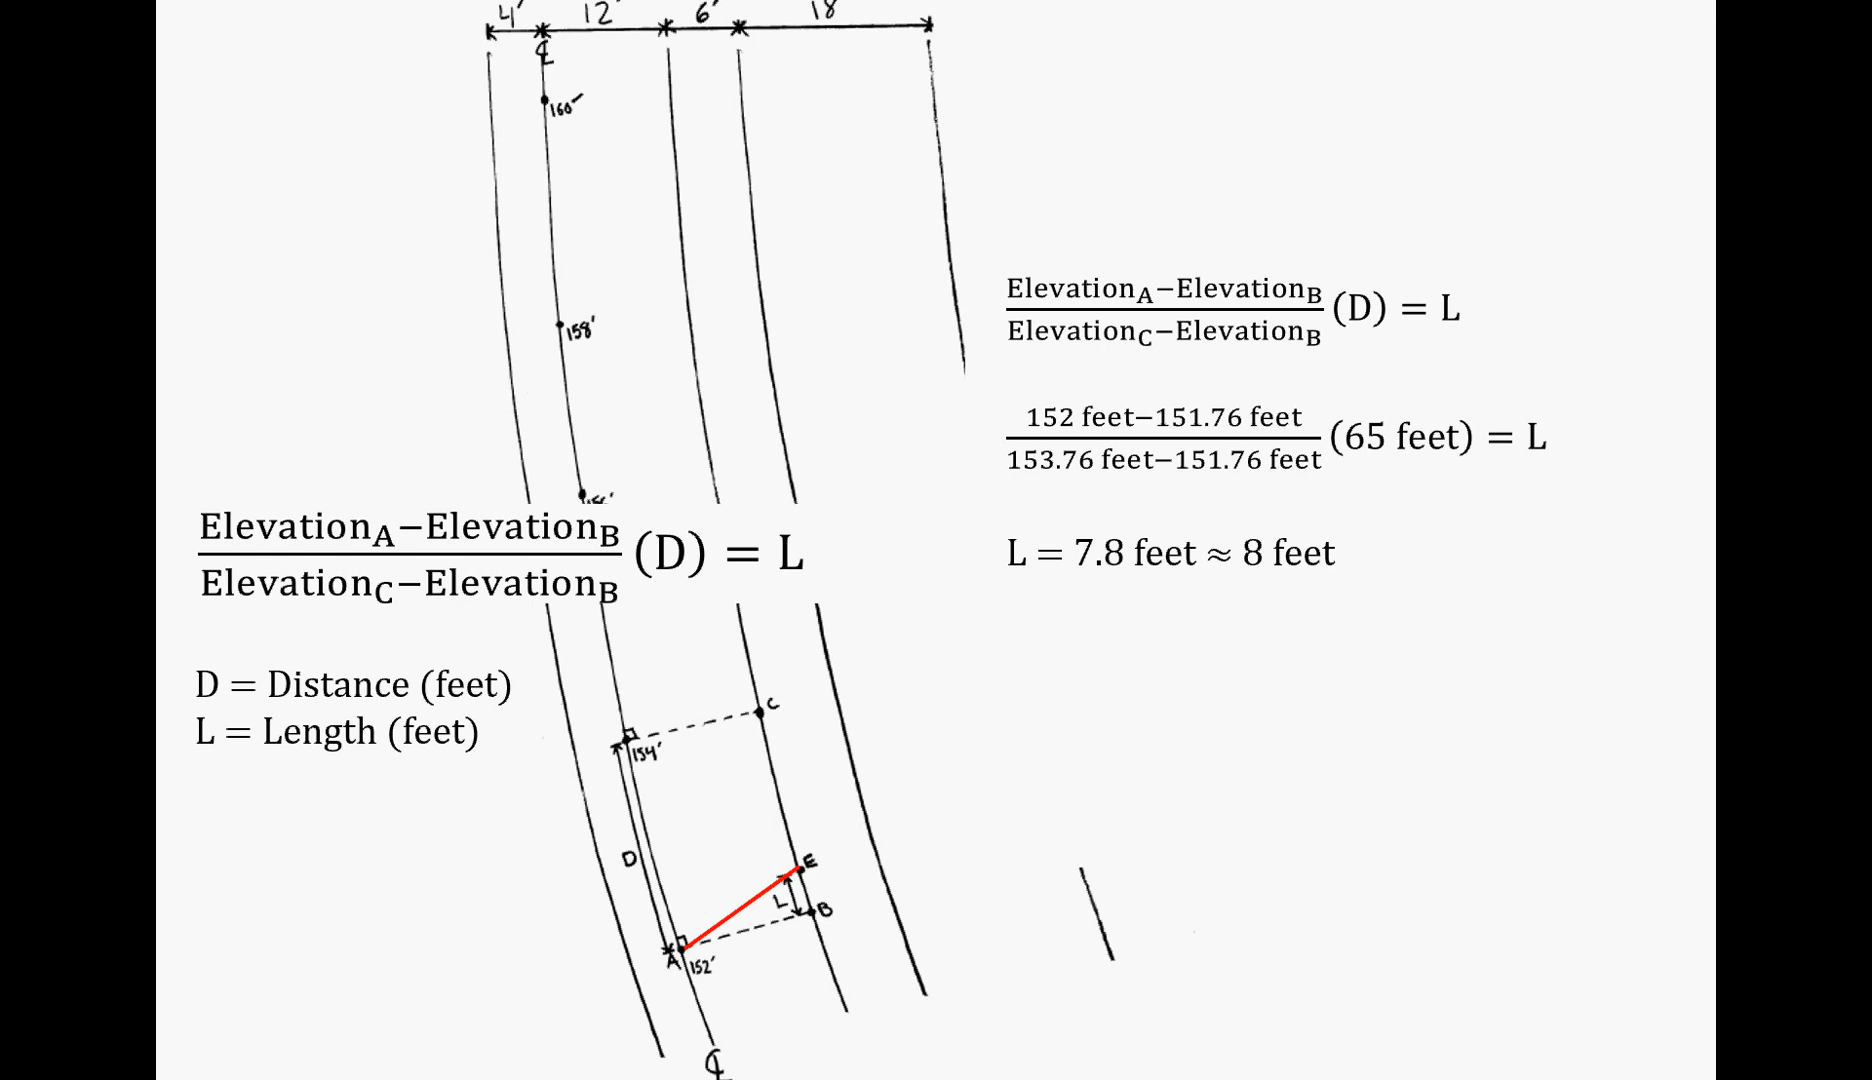 4' 12' 6' 18
℄
160'
158'
Elevation_A−Elevation_B / Elevation_C−Elevation_B (D) = L
152 feet−151.76 feet / 153.76 feet−151.76 feet (65 feet) = L
Elevation_A−Elevation_B / Elevation_C−Elevation_B (D) = L
L = 7.8 feet ≈ 8 feet
D = Distance (feet)
L = Length (feet)
C
154'
D
E
L
B
A
152'
℄